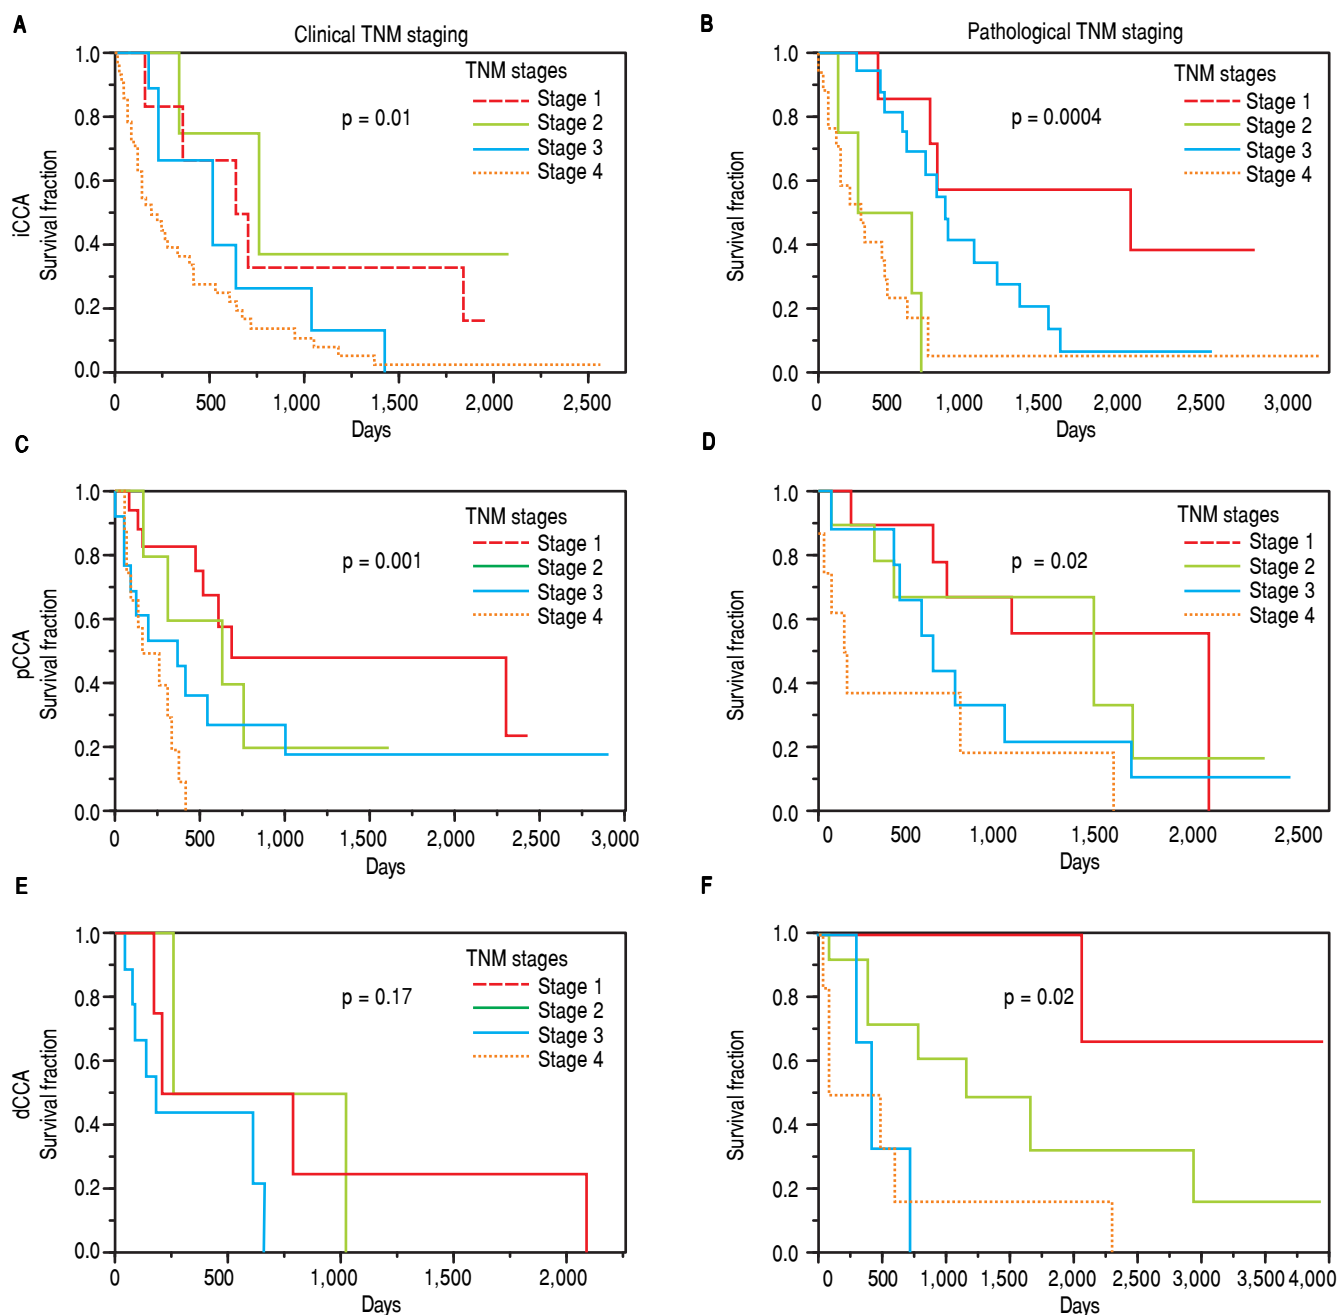 A
Clinical TNM staging
TNM stages
Stage 1
Stage 2
Stage 3
Stage 4
p = 0.01
iCCA
Survival fraction
1.0
0.8
0.6
0.4
0.2
0.0
0 500 1,000 1,500 2,000 2,500
Days
B
Pathological TNM staging
TNM stages
Stage 1
Stage 2
Stage 3
Stage 4
p = 0.0004
Survival fraction
1.0
0.8
0.6
0.4
0.2
0.0
0 500 1,000 1,500 2,000 2,500 3,000
Days
C
TNM stages
Stage 1
Stage 2
Stage 3
Stage 4
p = 0.001
pCCA
Survival fraction
1.0
0.8
0.6
0.4
0.2
0.0
0 500 1,000 1,500 2,000 2,500 3,000
Days
D
TNM stages
Stage 1
Stage 2
Stage 3
Stage 4
p = 0.02
Survival fraction
1.0
0.8
0.6
0.4
0.2
0.0
0 500 1,000 1,500 2,000 2,500
Days
E
TNM stages
Stage 1
Stage 2
Stage 3
Stage 4
p = 0.17
dCCA
Survival fraction
1.0
0.8
0.6
0.4
0.2
0.0
0 500 1,000 1,500 2,000
Days
F
p = 0.02
Survival fraction
1.0
0.8
0.6
0.4
0.2
0.0
0 500 1,000 1,500 2,000 2,500 3,000 3,500 4,000
Days